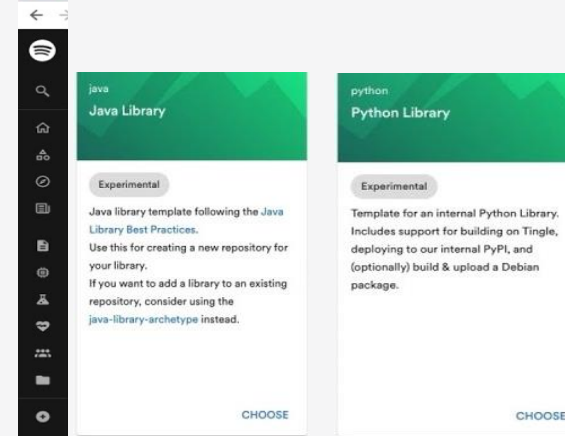 java
Java Library
Experimental
Java library template following the Java
Library Best Practices.
Use this for creating a new repository for
your library.
If you want to add a library to an existing
repository, consider using the
java-library-archetype instead.
CHOOSE
python
Python Library
Experimental
Template for an internal Python Library.
Includes support for building on Tingle,
deploying to our internal PyPI, and
(optionally) build & upload a Debian
package.
CHOOSE